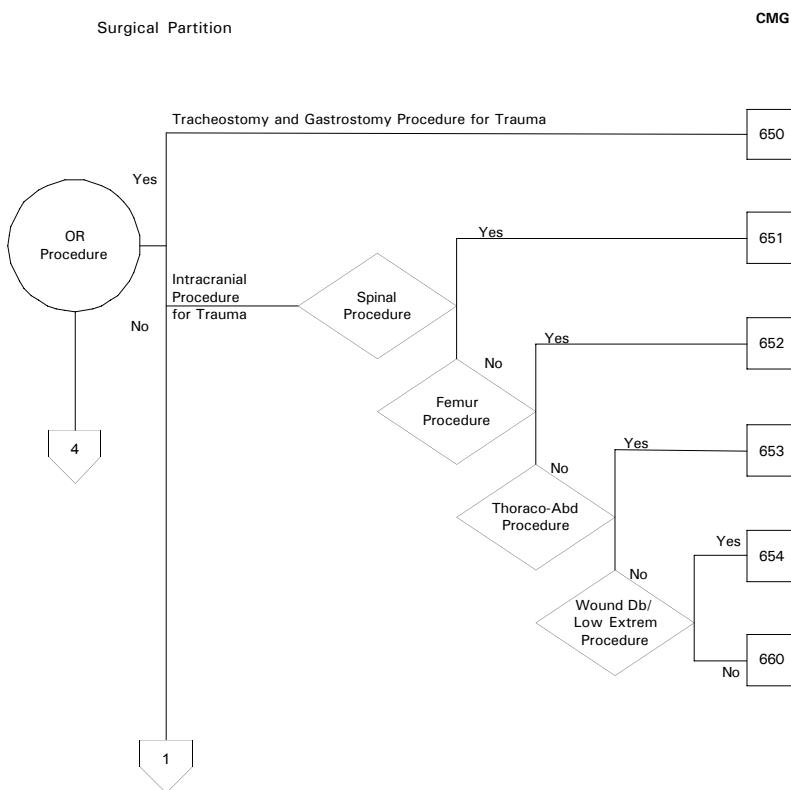 Surgical Partition
CMG
Tracheostomy and Gastrostomy Procedure for Trauma
650
Yes
OR
Procedure
Yes
651
Intracranial
Procedure
for Trauma
Spinal
Procedure
No
Yes
652
No
Femur
Procedure
4
Yes
653
No
Thoraco-Abd
Procedure
Yes
654
No
Wound Db/
Low Extrem
Procedure
660
No
1